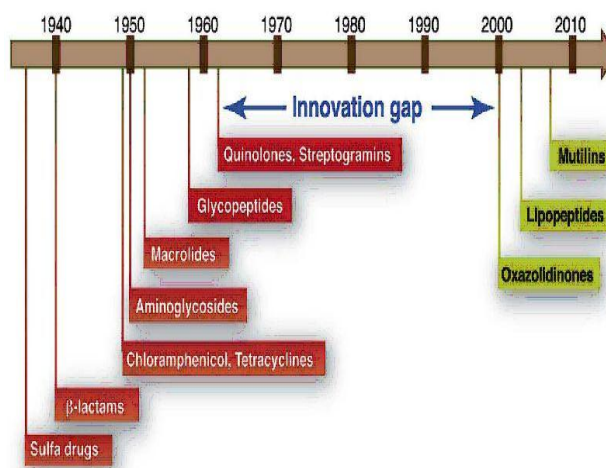 1940 1950 1960 1970 1980 1990 2000 2010
Innovation gap
Quinolones, Streptogramins
Mutilins
Glycopeptides
Lipopeptides
Macrolides
Oxazolidinones
Aminoglycosides
Chloramphenicol, Tetracyclines
β-lactams
Sulfa drugs